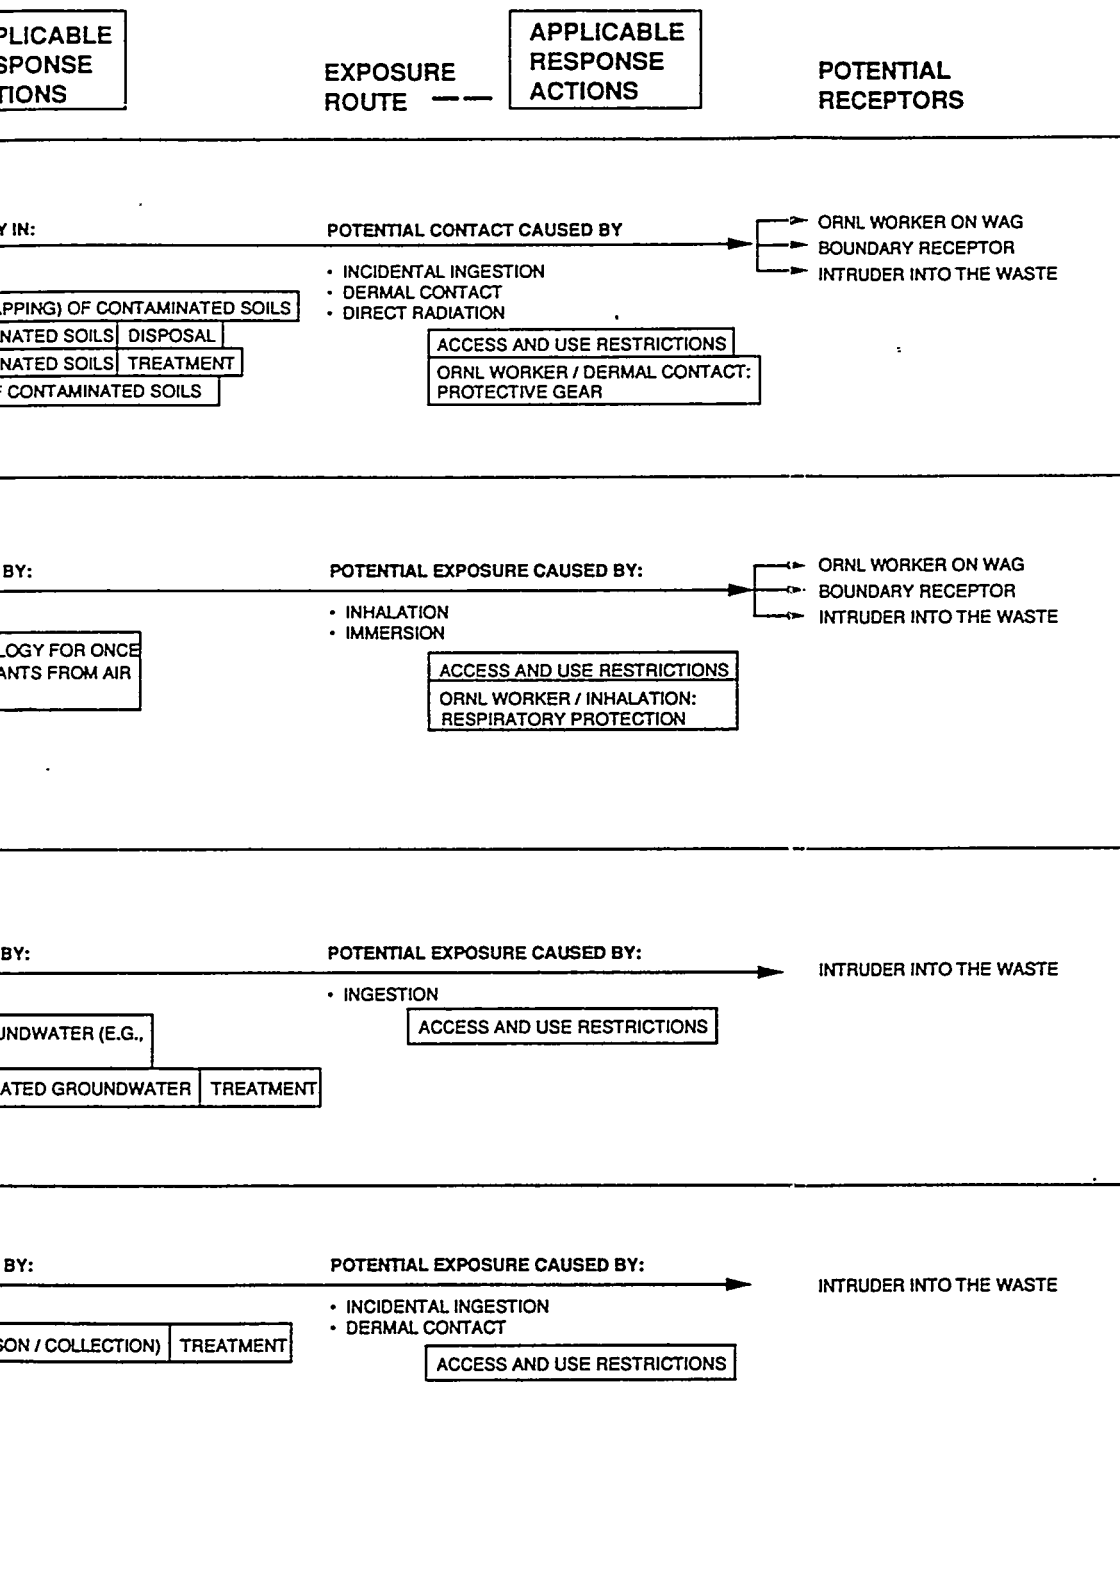 PLICABLE
SPONSE
TIONS
EXPOSURE
ROUTE — —
APPLICABLE
RESPONSE
ACTIONS
POTENTIAL
RECEPTORS
Y IN:
POTENTIAL CONTACT CAUSED BY
ORNL WORKER ON WAG
BOUNDARY RECEPTOR
INTRUDER INTO THE WASTE
• INCIDENTAL INGESTION
• DERMAL CONTACT
• DIRECT RADIATION
APPING) OF CONTAMINATED SOILS
NATED SOILS DISPOSAL
NATED SOILS TREATMENT
F CONTAMINATED SOILS
ACCESS AND USE RESTRICTIONS
ORNL WORKER / DERMAL CONTACT:
PROTECTIVE GEAR
BY:
POTENTIAL EXPOSURE CAUSED BY:
ORNL WORKER ON WAG
BOUNDARY RECEPTOR
INTRUDER INTO THE WASTE
• INHALATION
• IMMERSION
LOGY FOR ONCE
ANTS FROM AIR
ACCESS AND USE RESTRICTIONS
ORNL WORKER / INHALATION:
RESPIRATORY PROTECTION
BY:
POTENTIAL EXPOSURE CAUSED BY:
INTRUDER INTO THE WASTE
• INGESTION
UNDWATER (E.G.,
ATED GROUNDWATER TREATMENT
ACCESS AND USE RESTRICTIONS
BY:
POTENTIAL EXPOSURE CAUSED BY:
INTRUDER INTO THE WASTE
• INCIDENTAL INGESTION
• DERMAL CONTACT
SON / COLLECTION) TREATMENT
ACCESS AND USE RESTRICTIONS